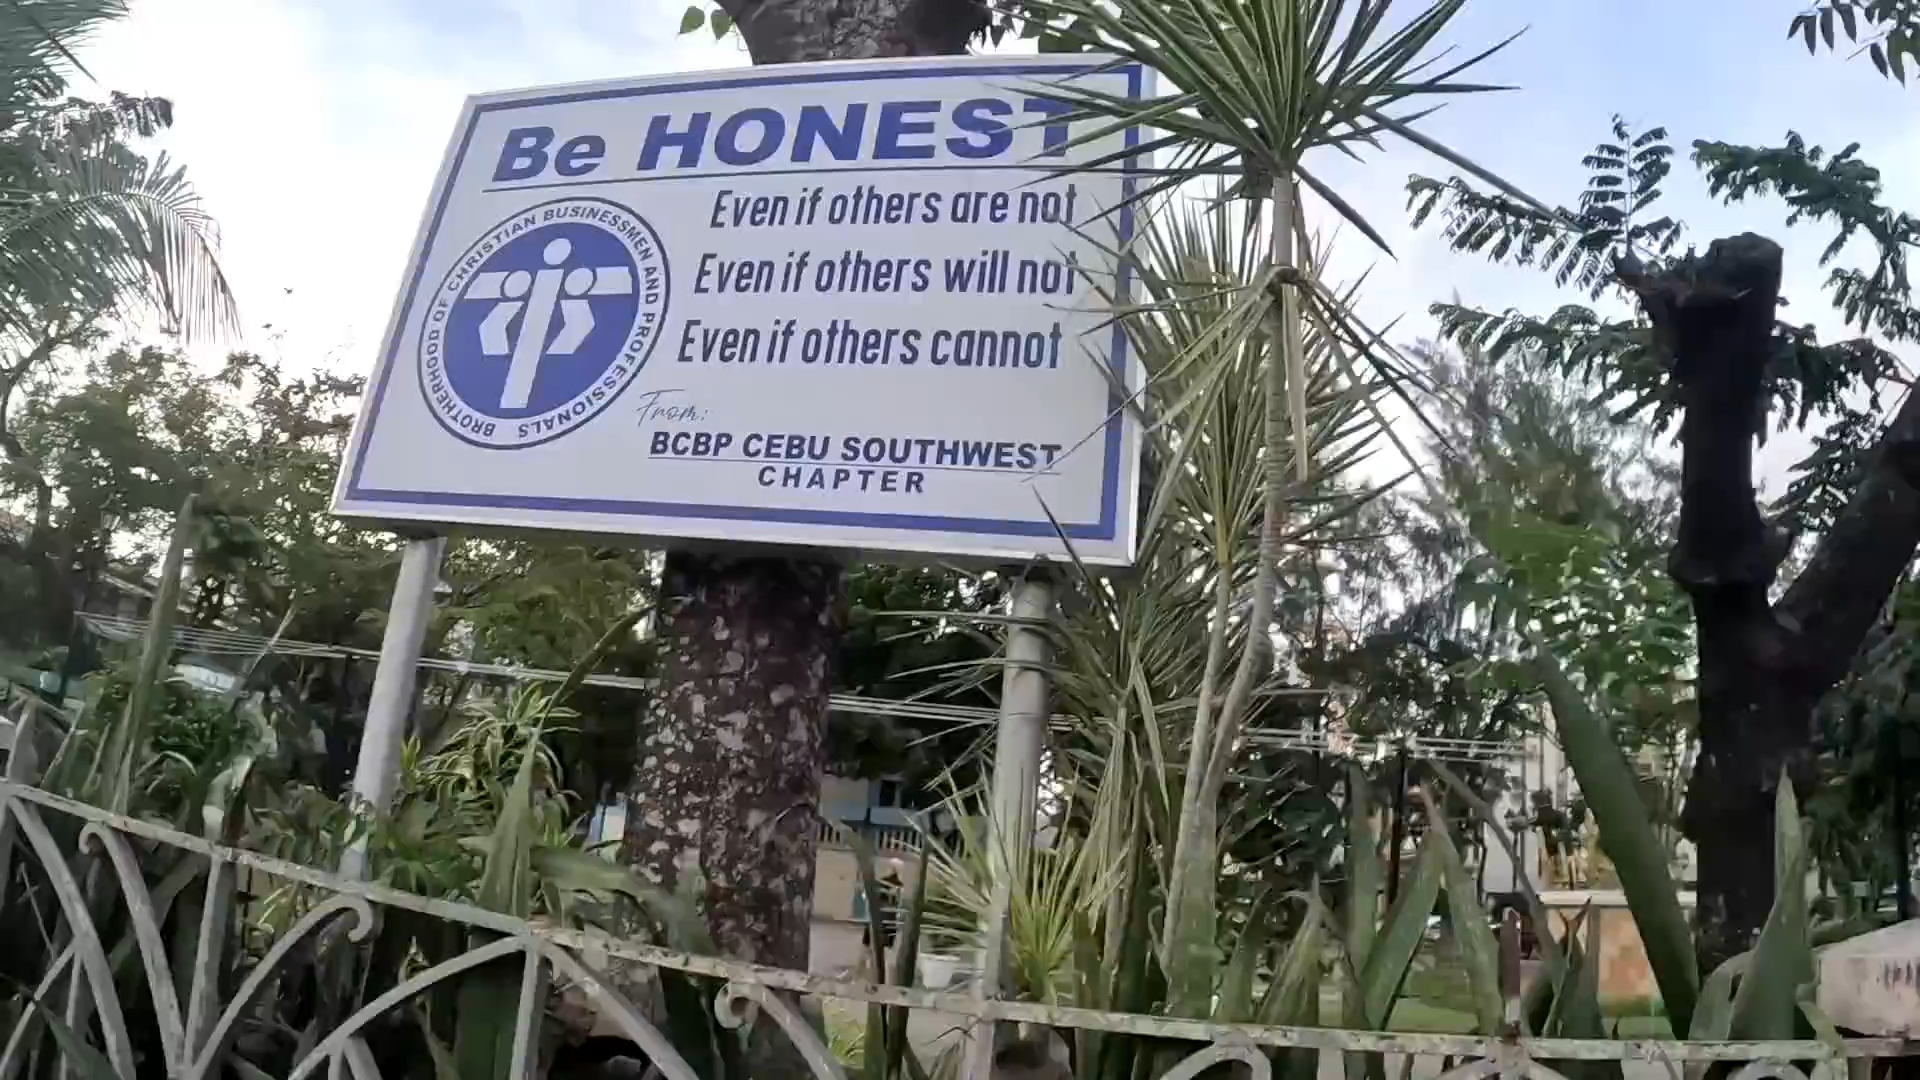 Be HONEST
Even if others are not
Even if others will not
Even if others cannot
BROTHERHOOD OF CHRISTIAN BUSINESSMEN AND PROFESSIONALS
From:
BCBP CEBU SOUTHWEST
CHAPTER